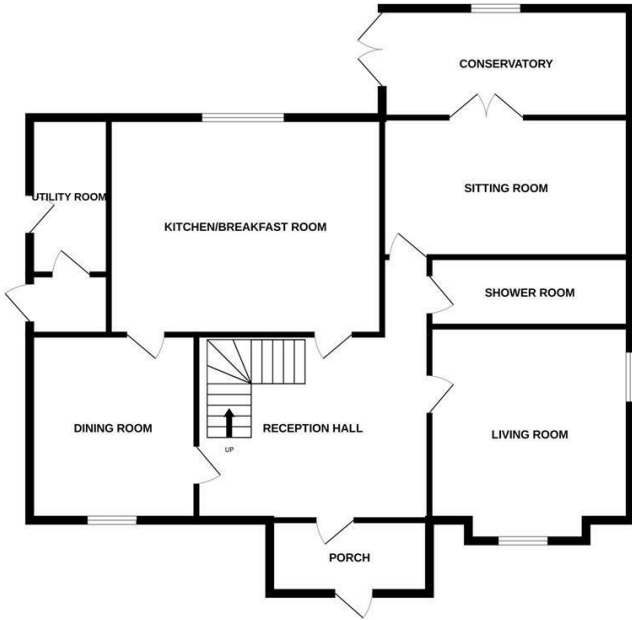 CONSERVATORY
SITTING ROOM
UTILITY ROOM
KITCHEN/BREAKFAST ROOM
SHOWER ROOM
DINING ROOM
RECEPTION HALL
LIVING ROOM
UP
PORCH